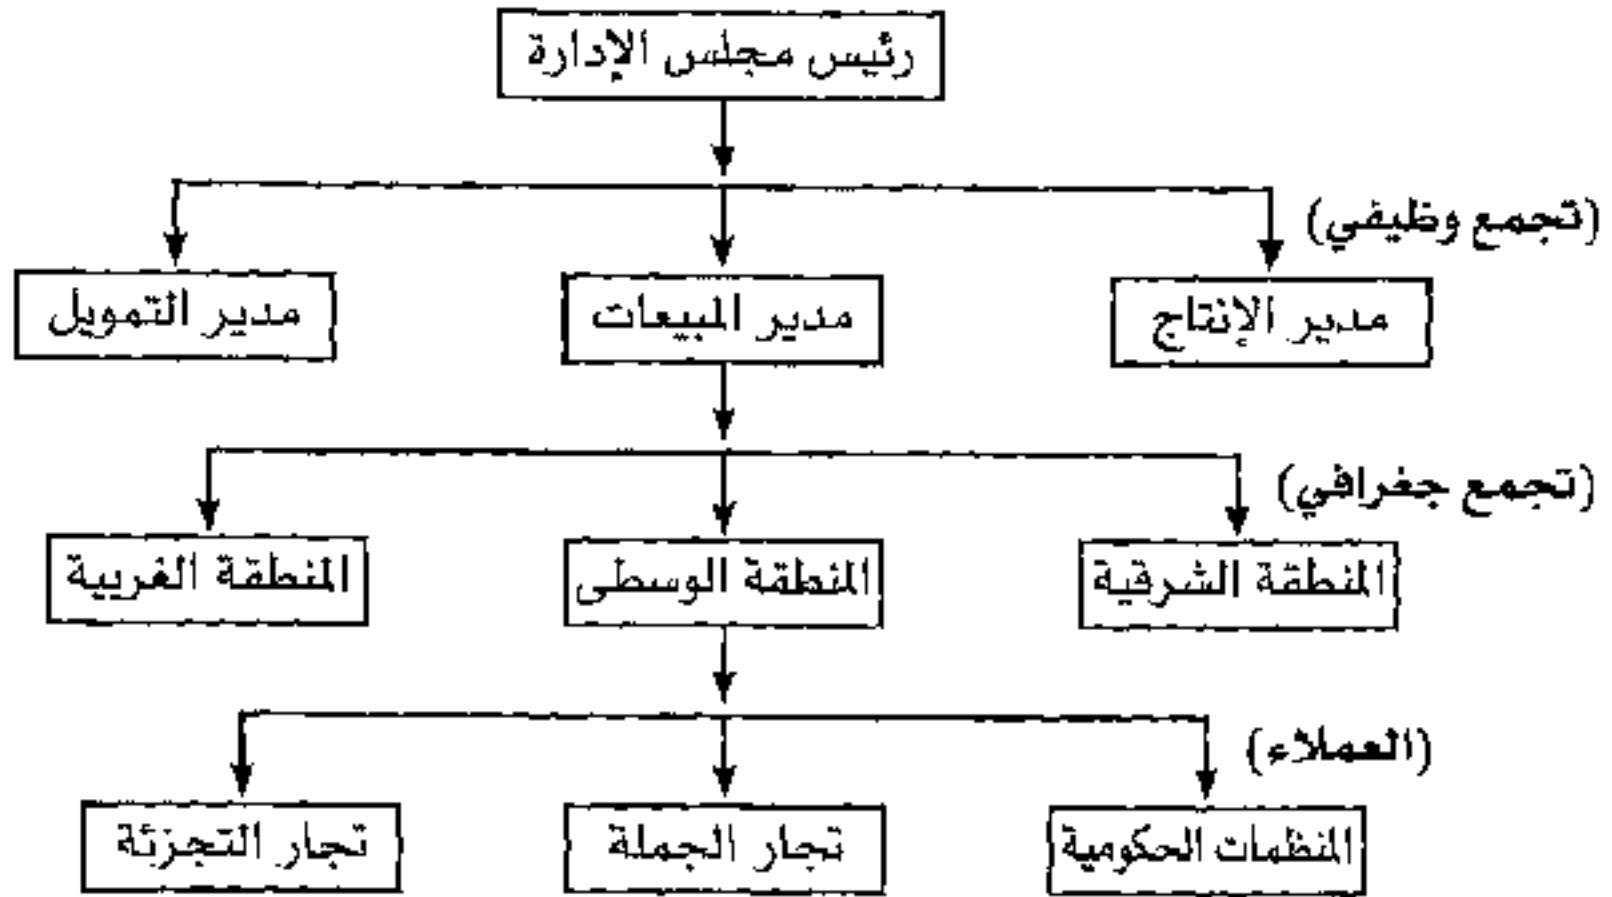 رئيس مجلس الإدارة
(تجمع وظيفي)
مدير الإنتاج
مدير المبيعات
مدير التمويل
(تجمع جغرافي)
المنطقة الشرقية
المنطقة الوسطى
المنطقة الغربية
(العملاء)
المنظمات الحكومية
تجار الجملة
تجار التجزئة